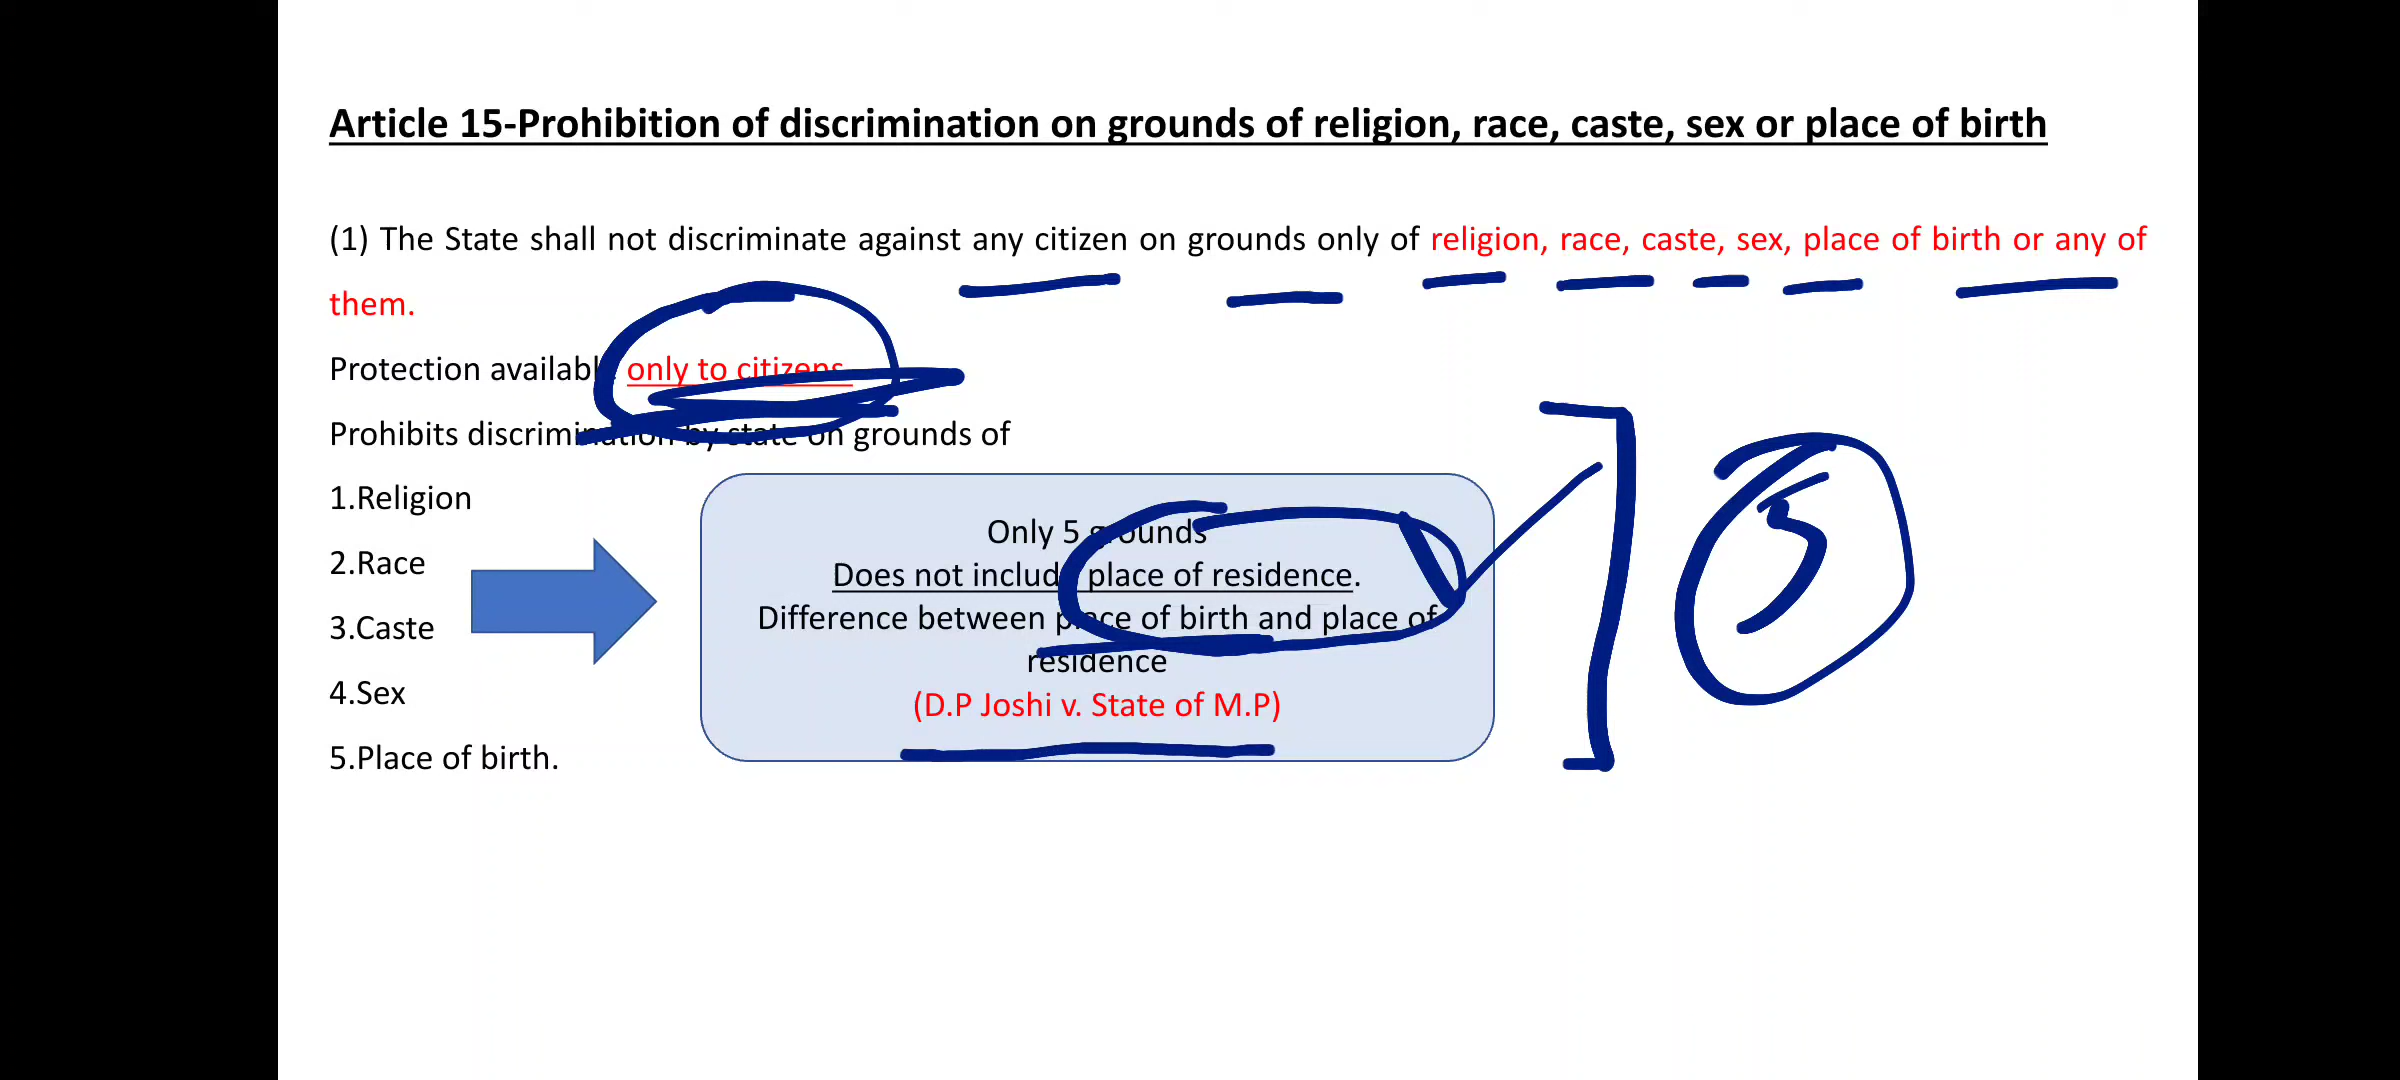 Article 15-Prohibition of discrimination on grounds of religion, race, caste, sex or place of birth
(1) The State shall not discriminate against any citizen on grounds only of religion, race, caste, sex, place of birth or any of
them.
Protection available only to citizens.
Prohibits discrimination by state on grounds of
1.Religion
2.Race
3.Caste
4.Sex
5.Place of birth.
Only 5 grounds
Does not include place of residence.
Difference between place of birth and place of
residence
(D.P Joshi v. State of M.P)
5